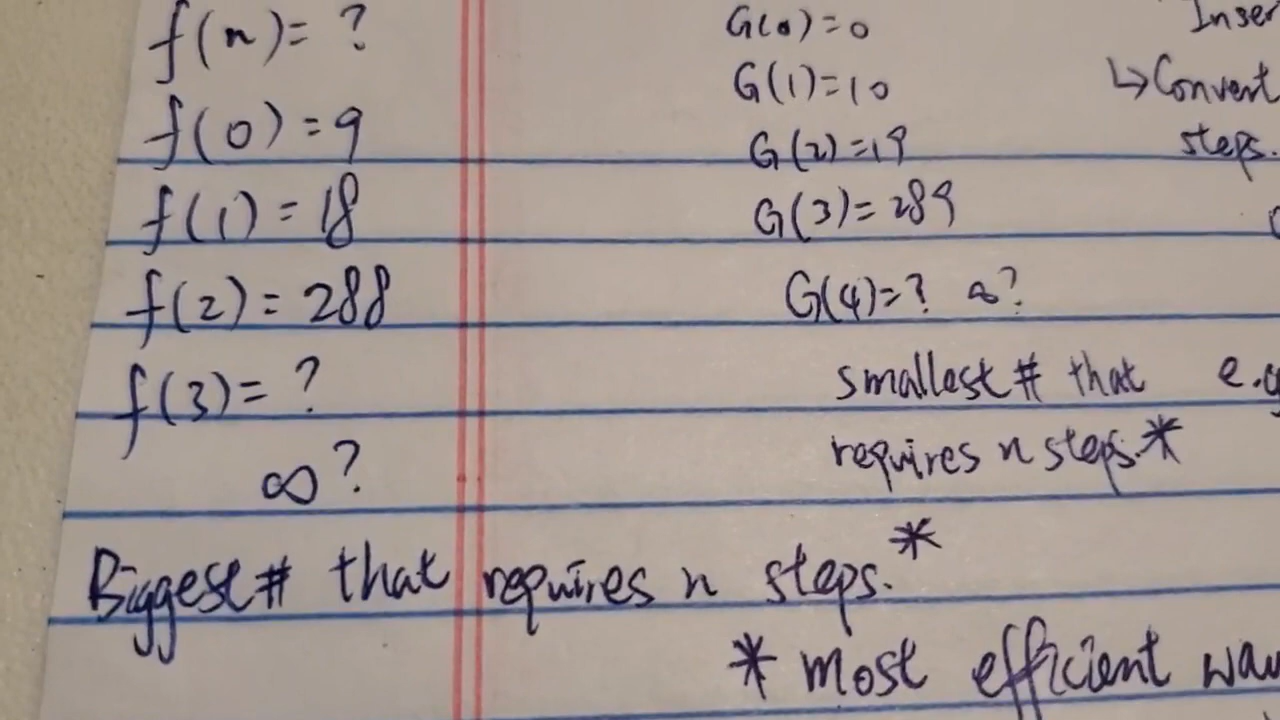 f(n) = ?
f(0) = 9
f(1) = 18
f(2) = 288
f(3) = ?
∞?
Biggest # that requires n steps.*
G(0)=0
G(1)=10
G(2)=19
G(3)=289
G(4)=? ∞?
smallest # that
requires n steps.*
* most efficient
↳Convert
steps.